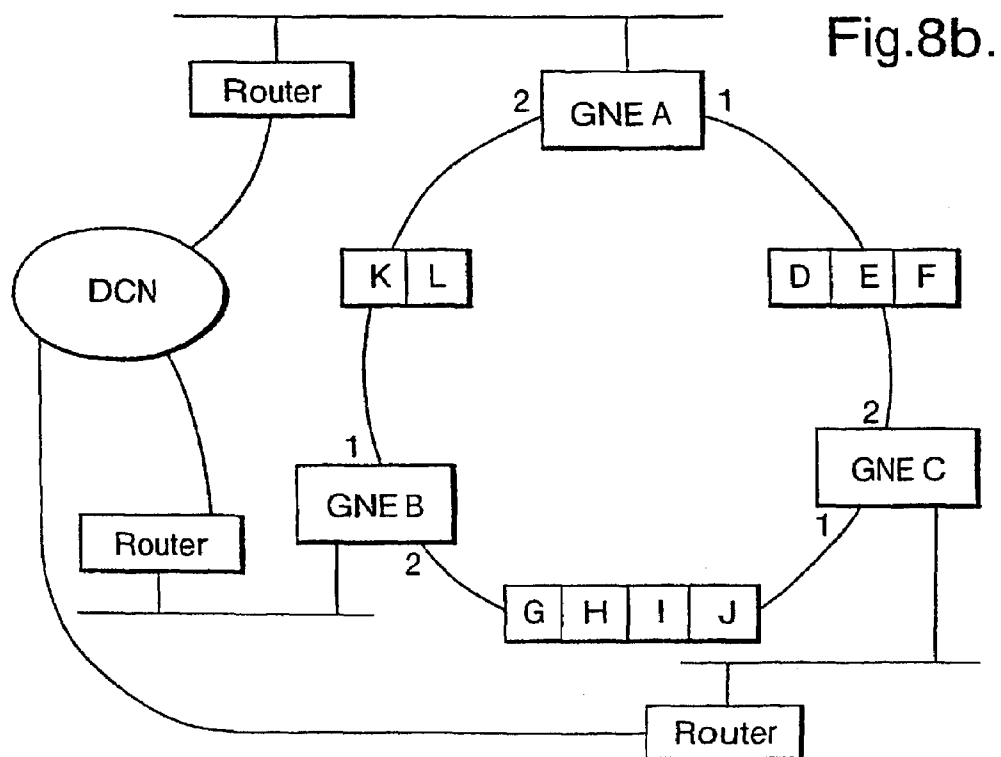 Fig.8b.
Router
2
GNE A
1
DCN
K L
D E F
2
1
GNE C
GNE B
1
Router
2
G H I J
Router